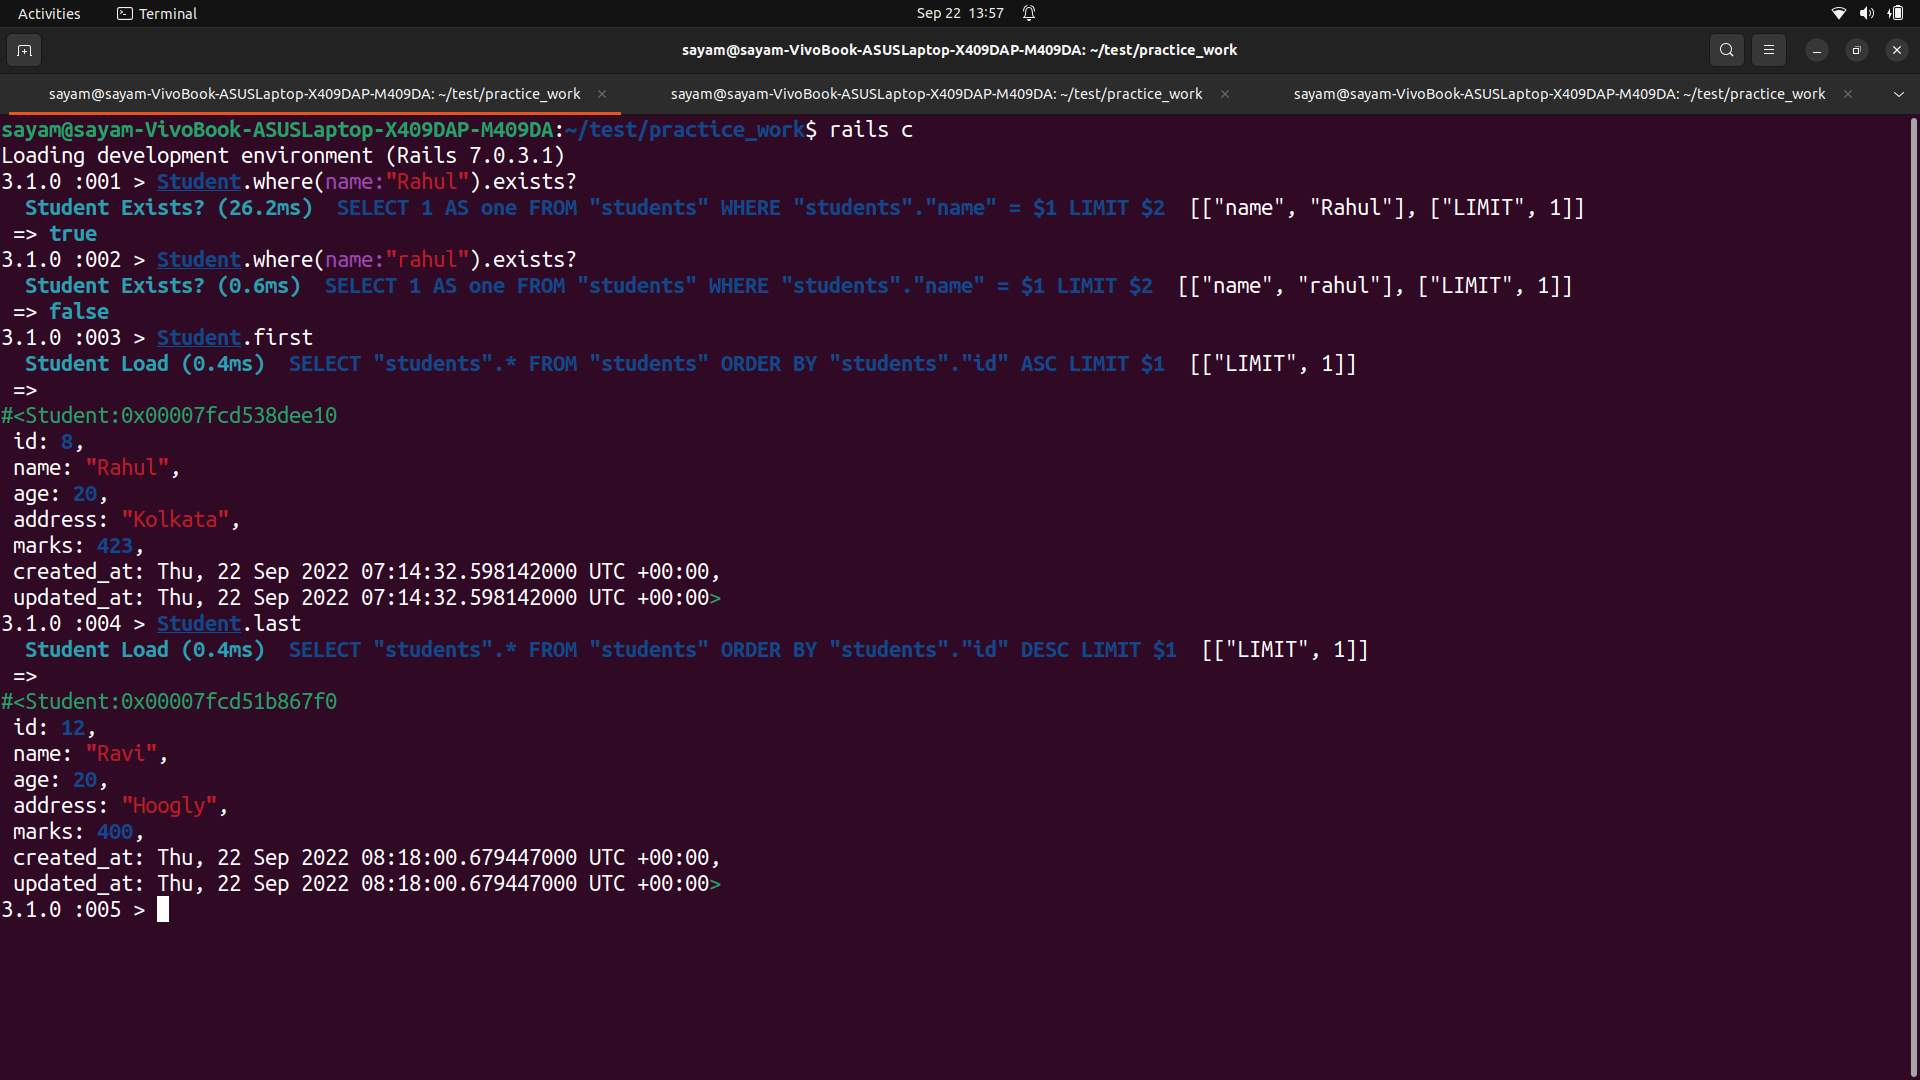 Activities Terminal Sep 22 13:57
sayam@sayam-VivoBook-ASUSLaptop-X409DAP-M409DA: ~/test/practice_work
sayam@sayam-VivoBook-ASUSLaptop-X409DAP-M409DA: ~/test/practice_work sayam@sayam-VivoBook-ASUSLaptop-X409DAP-M409DA: ~/test/practice_work sayam@sayam-VivoBook-ASUSLaptop-X409DAP-M409DA: ~/test/practice_work
sayam@sayam-VivoBook-ASUSLaptop-X409DAP-M409DA:~/test/practice_work$ rails c
Loading development environment (Rails 7.0.3.1)
3.1.0 :001 > Student.where(name:"Rahul").exists?
  Student Exists? (26.2ms)  SELECT 1 AS one FROM "students" WHERE "students"."name" = $1 LIMIT $2  [["name", "Rahul"], ["LIMIT", 1]]
 => true
3.1.0 :002 > Student.where(name:"rahul").exists?
  Student Exists? (0.6ms)  SELECT 1 AS one FROM "students" WHERE "students"."name" = $1 LIMIT $2  [["name", "rahul"], ["LIMIT", 1]]
 => false
3.1.0 :003 > Student.first
  Student Load (0.4ms)  SELECT "students".* FROM "students" ORDER BY "students"."id" ASC LIMIT $1  [["LIMIT", 1]]
 =>
#<Student:0x00007fcd538dee10
 id: 8,
 name: "Rahul",
 age: 20,
 address: "Kolkata",
 marks: 423,
 created_at: Thu, 22 Sep 2022 07:14:32.598142000 UTC +00:00,
 updated_at: Thu, 22 Sep 2022 07:14:32.598142000 UTC +00:00>
3.1.0 :004 > Student.last
  Student Load (0.4ms)  SELECT "students".* FROM "students" ORDER BY "students"."id" DESC LIMIT $1  [["LIMIT", 1]]
 =>
#<Student:0x00007fcd51b867f0
 id: 12,
 name: "Ravi",
 age: 20,
 address: "Hoogly",
 marks: 400,
 created_at: Thu, 22 Sep 2022 08:18:00.679447000 UTC +00:00,
 updated_at: Thu, 22 Sep 2022 08:18:00.679447000 UTC +00:00>
3.1.0 :005 >